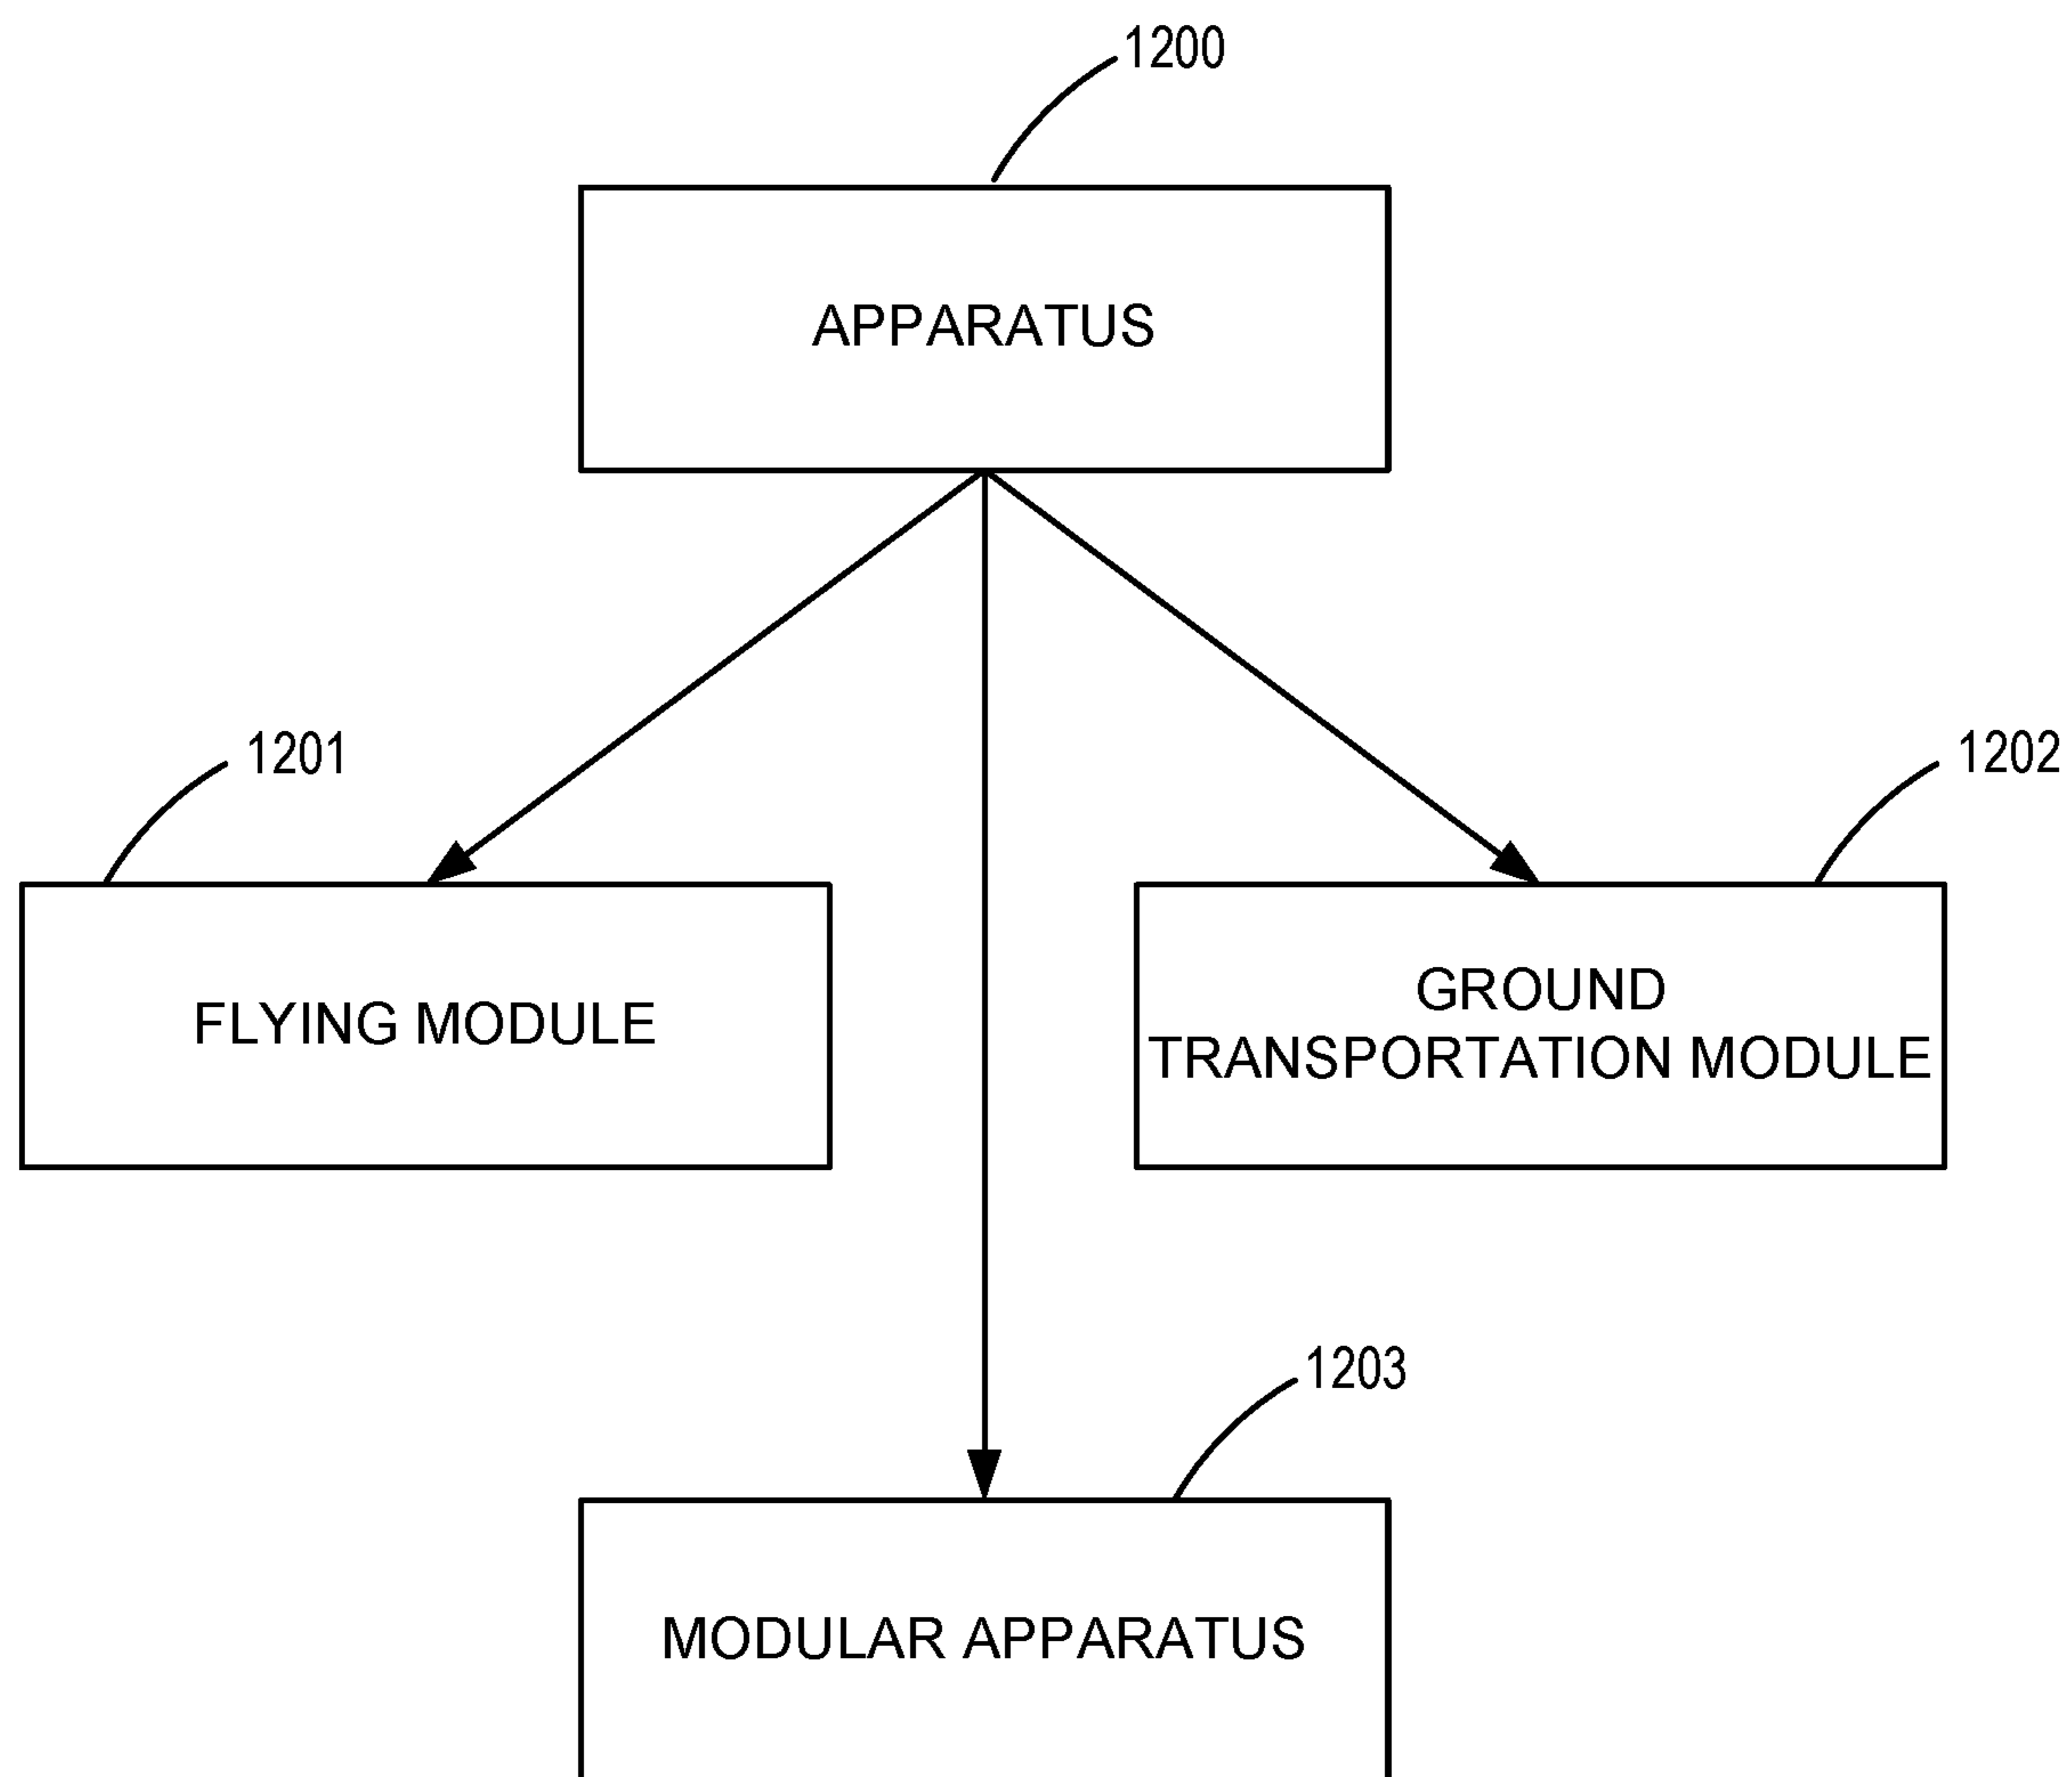 1200
APPARATUS
1201
1202
FLYING MODULE
GROUND
TRANSPORTATION MODULE
1203
MODULAR APPARATUS